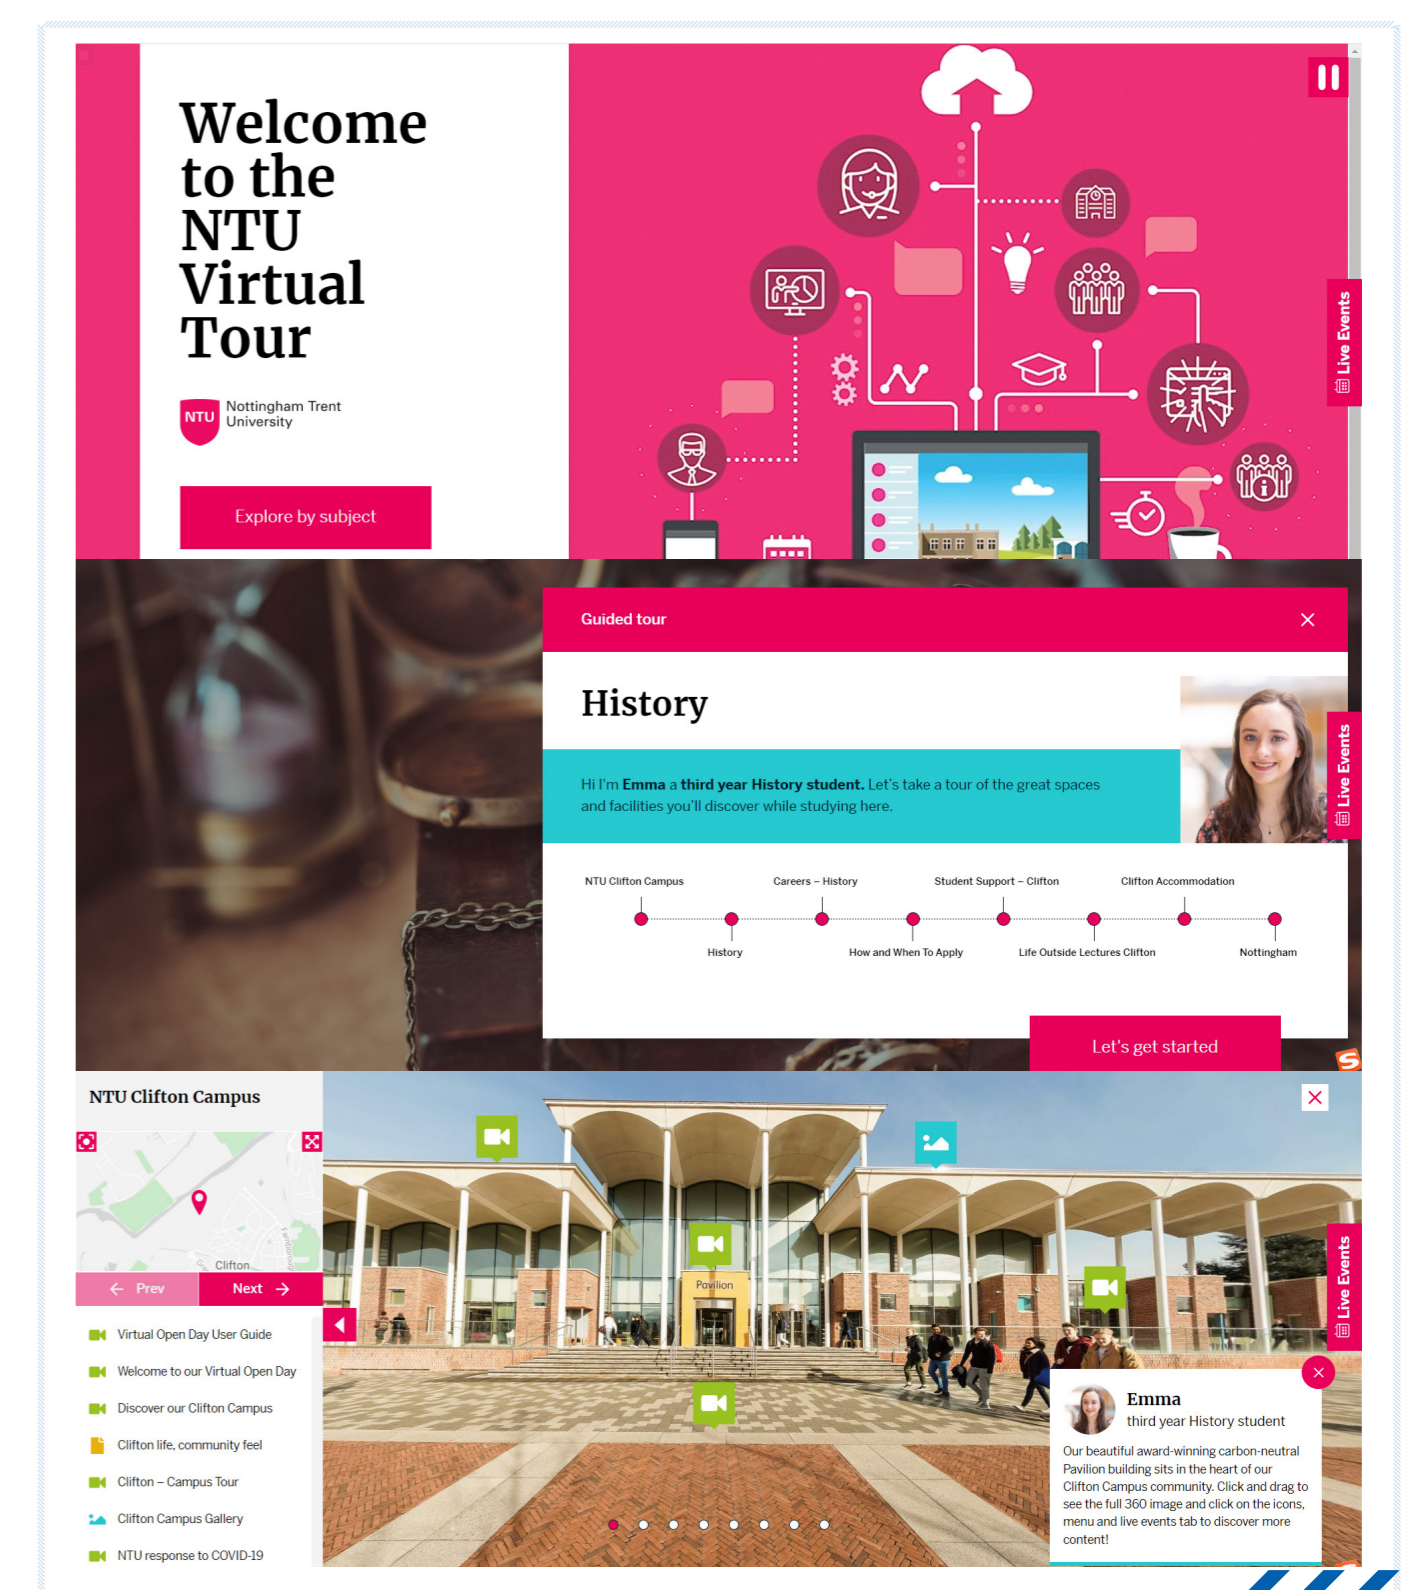 Welcome
to the
NTU
Virtual
Tour
NTU
Nottingham Trent
University
Explore by subject
Live Events
Guided tour
History
Hi I'm Emma a third year History student. Let's take a tour of the great spaces
and facilities you'll discover while studying here.
Live Events
NTU Clifton Campus
Careers – History
Student Support – Clifton
Clifton Accommodation
History
How and When To Apply
Life Outside Lectures Clifton
Nottingham
Let's get started
NTU Clifton Campus
Clifton
Prev
Next
Virtual Open Day User Guide
Welcome to our Virtual Open Day
Discover our Clifton Campus
Clifton life, community feel
Clifton – Campus Tour
Clifton Campus Gallery
NTU response to COVID-19
Pavilion
Live Events
Emma
third year History student
Our beautiful award-winning carbon-neutral
Pavilion building sits in the heart of our
Clifton Campus community. Click and drag to
see the full 360 image and click on the icons,
menu and live events tab to discover more
content!